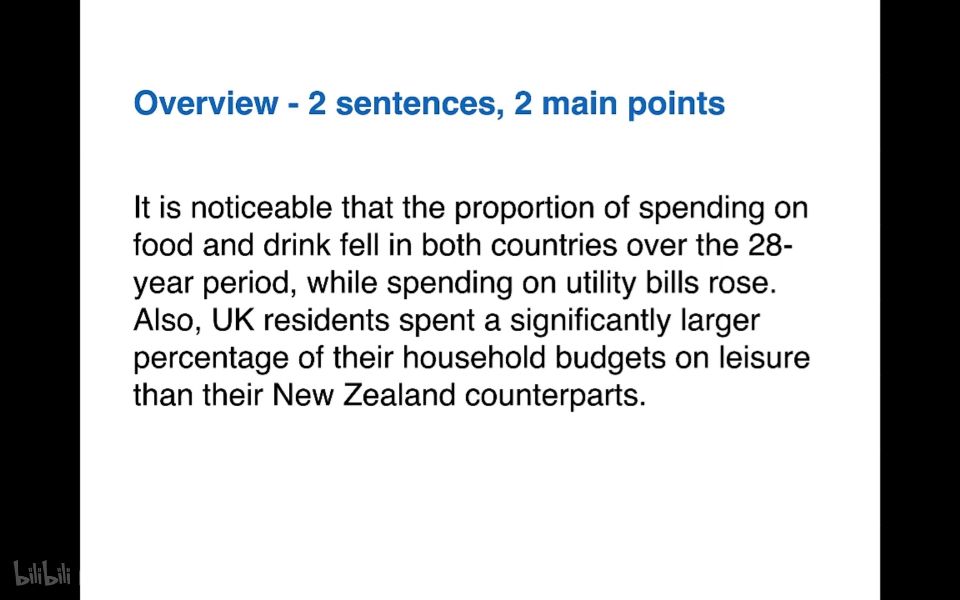 Overview - 2 sentences, 2 main points
It is noticeable that the proportion of spending on
food and drink fell in both countries over the 28-
year period, while spending on utility bills rose.
Also, UK residents spent a significantly larger
percentage of their household budgets on leisure
than their New Zealand counterparts.
bilibili